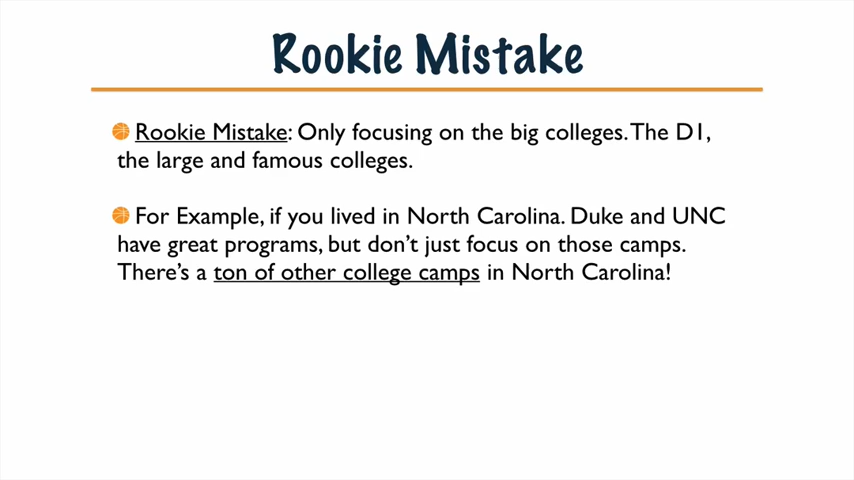 Rookie Mistake
Rookie Mistake: Only focusing on the big colleges. The D1,
the large and famous colleges.
For Example, if you lived in North Carolina. Duke and UNC
have great programs, but don't just focus on those camps.
There's a ton of other college camps in North Carolina!